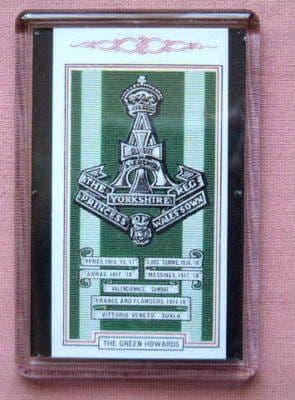 THE YORKSHIRE REGT
PRINCESS OF WALES'S OWN
"YPRES, 1914, '15, '17" "LOOS" "SOMME, 1916, '18"
"ARRAS, 1917, '18" "MESSINES, 1917, '18"
VALENCIENNES SAMBRE
FRANCE AND FLANDERS, 1914-18
VITTORIO VENETO SUVLA
THE GREEN HOWARDS